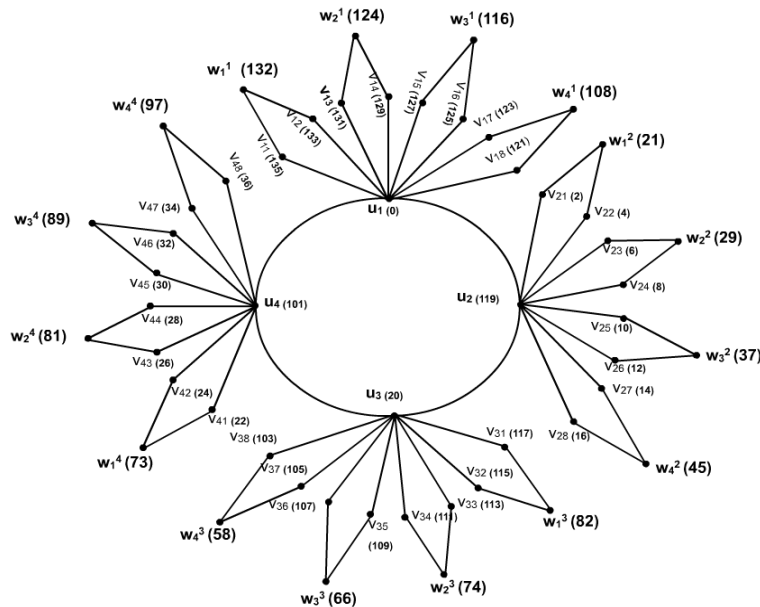 w₂¹ (124)
w₃¹ (116)
w₁¹ (132)
w₄¹ (108)
w₄⁴ (97)
V₁₄ (129)
V₁₅ (127)
V₁₃ (131)
V₁₆ (125)
V₁₇ (123)
V₁₂ (133)
V₁₁ (135)
V₁₈ (121)
w₁² (21)
V₄₈ (36)
V₂₁ (2)
u₁ (0)
V₄₇ (34)
V₂₂ (4)
w₃⁴ (89)
V₄₆ (32)
w₂² (29)
V₂₃ (6)
V₄₅ (30)
V₂₄ (8)
u₄ (101)
u₂ (119)
V₄₄ (28)
V₂₅ (10)
w₂⁴ (81)
V₄₃ (26)
w₃² (37)
V₂₆ (12)
V₄₂ (24)
V₂₇ (14)
u₃ (20)
V₄₁ (22)
V₂₈ (16)
V₃₈ (103)
V₃₁ (117)
w₁⁴ (73)
w₄² (45)
V₃₇ (105)
V₃₂ (115)
V₃₆ (107)
V₃₃ (113)
w₄³ (58)
V₃₅
(109)
V₃₄ (111)
w₁³ (82)
w₃³ (66)
w₂³ (74)